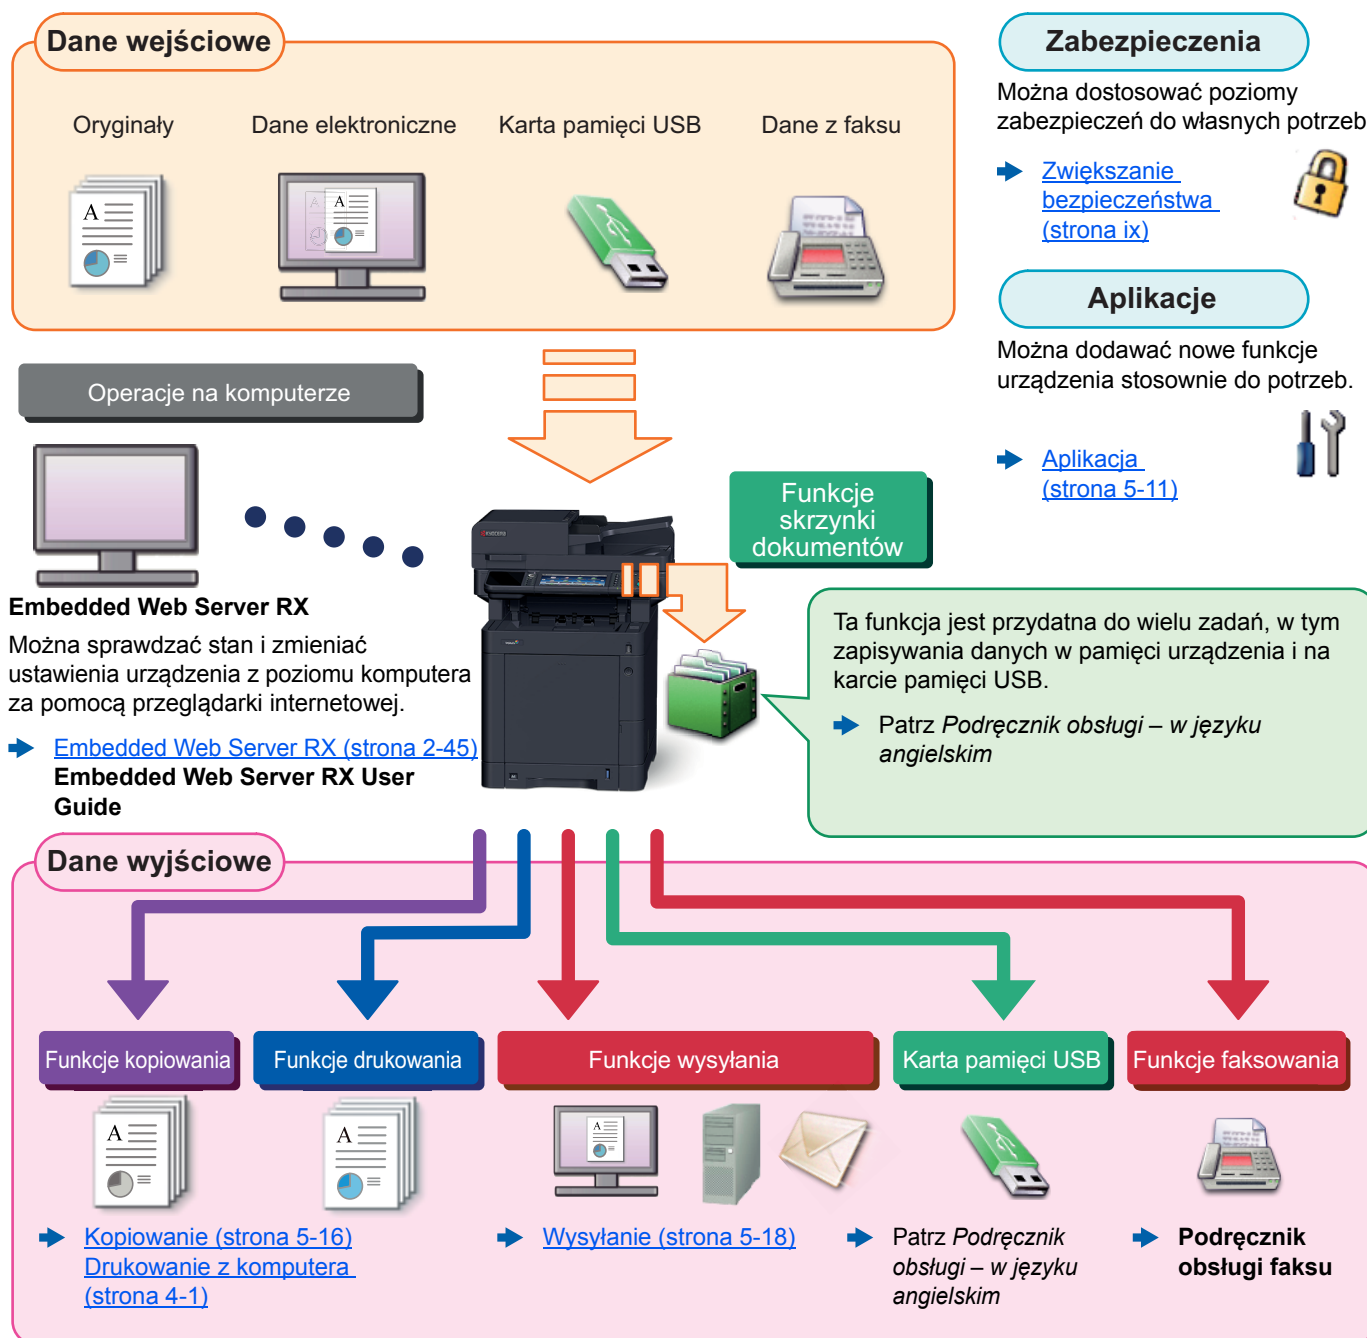 Dane wejściowe
Oryginały
Dane elektroniczne
Karta pamięci USB
Dane z faksu
Zabezpieczenia
Można dostosować poziomy
zabezpieczeń do własnych potrzeb
Zwiększanie
bezpieczeństwa
(strona ix)
Aplikacje
Można dodawać nowe funkcje
urządzenia stosownie do potrzeb.
Aplikacja
(strona 5-11)
Operacje na komputerze
Embedded Web Server RX
Można sprawdzać stan i zmieniać
ustawienia urządzenia z poziomu komputera
za pomocą przeglądarki internetowej.
Embedded Web Server RX (strona 2-45)
Embedded Web Server RX User
Guide
KYOCERA
Funkcje
skrzynki
dokumentów
Ta funkcja jest przydatna do wielu zadań, w tym
zapisywania danych w pamięci urządzenia i na
karcie pamięci USB.
Patrz Podręcznik obsługi – w języku
angielskim
Dane wyjściowe
Funkcje kopiowania
Funkcje drukowania
Funkcje wysyłania
Karta pamięci USB
Funkcje faksowania
A
A
A
Kopiowanie (strona 5-16)
Drukowanie z komputera
(strona 4-1)
Wysyłanie (strona 5-18)
Patrz Podręcznik
obsługi – w języku
angielskim
Podręcznik
obsługi faksu